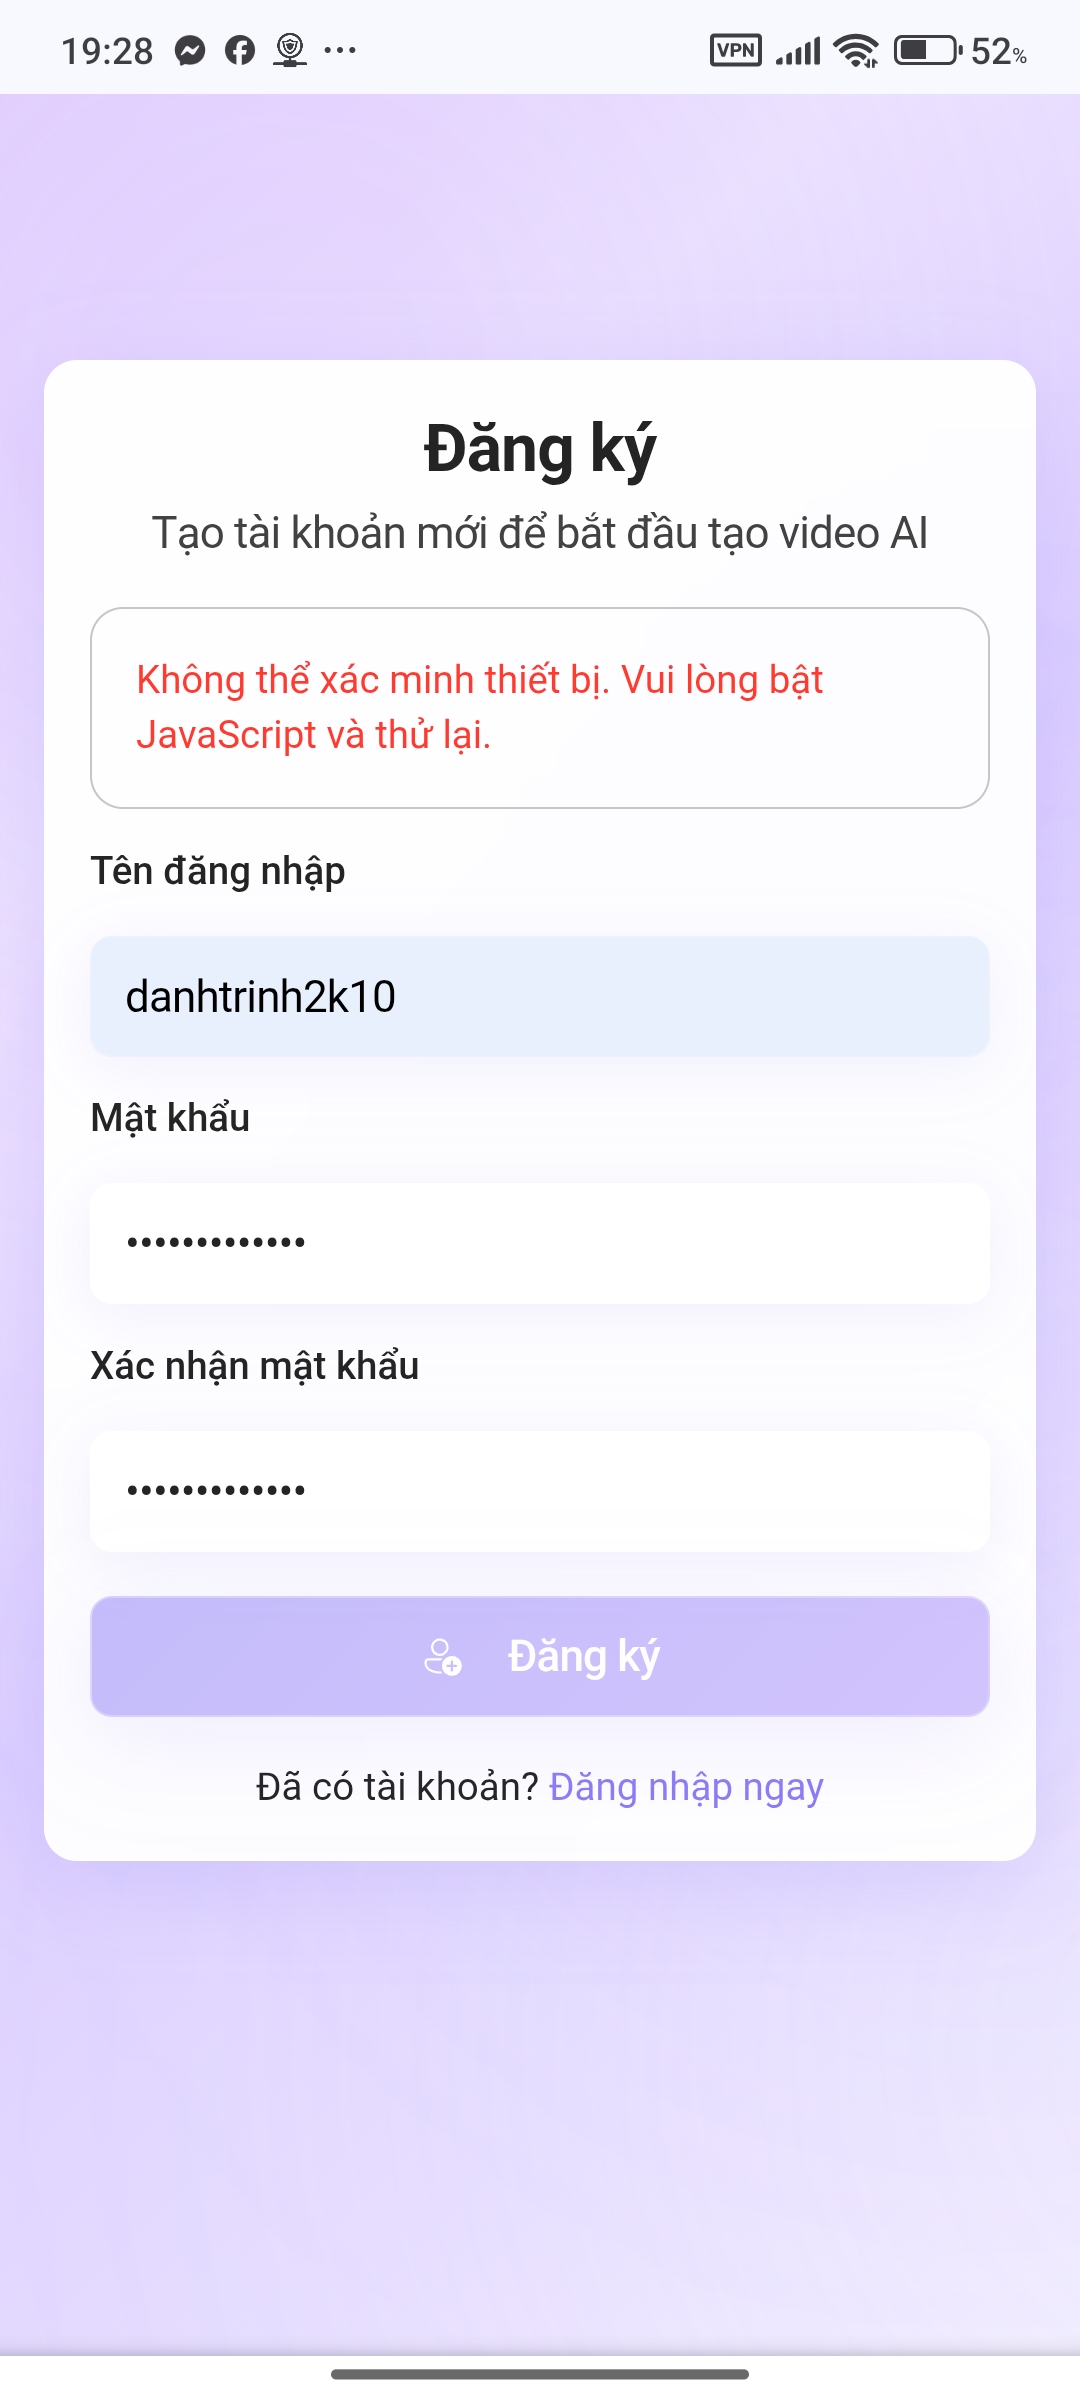 19:28 VPN 52%
Đăng ký
Tạo tài khoản mới để bắt đầu tạo video AI
Không thể xác minh thiết bị. Vui lòng bật
JavaScript và thử lại.
Tên đăng nhập
danhtrinh2k10
Mật khẩu
•••••••••••••
Xác nhận mật khẩu
•••••••••••••
Đăng ký
Đã có tài khoản? Đăng nhập ngay